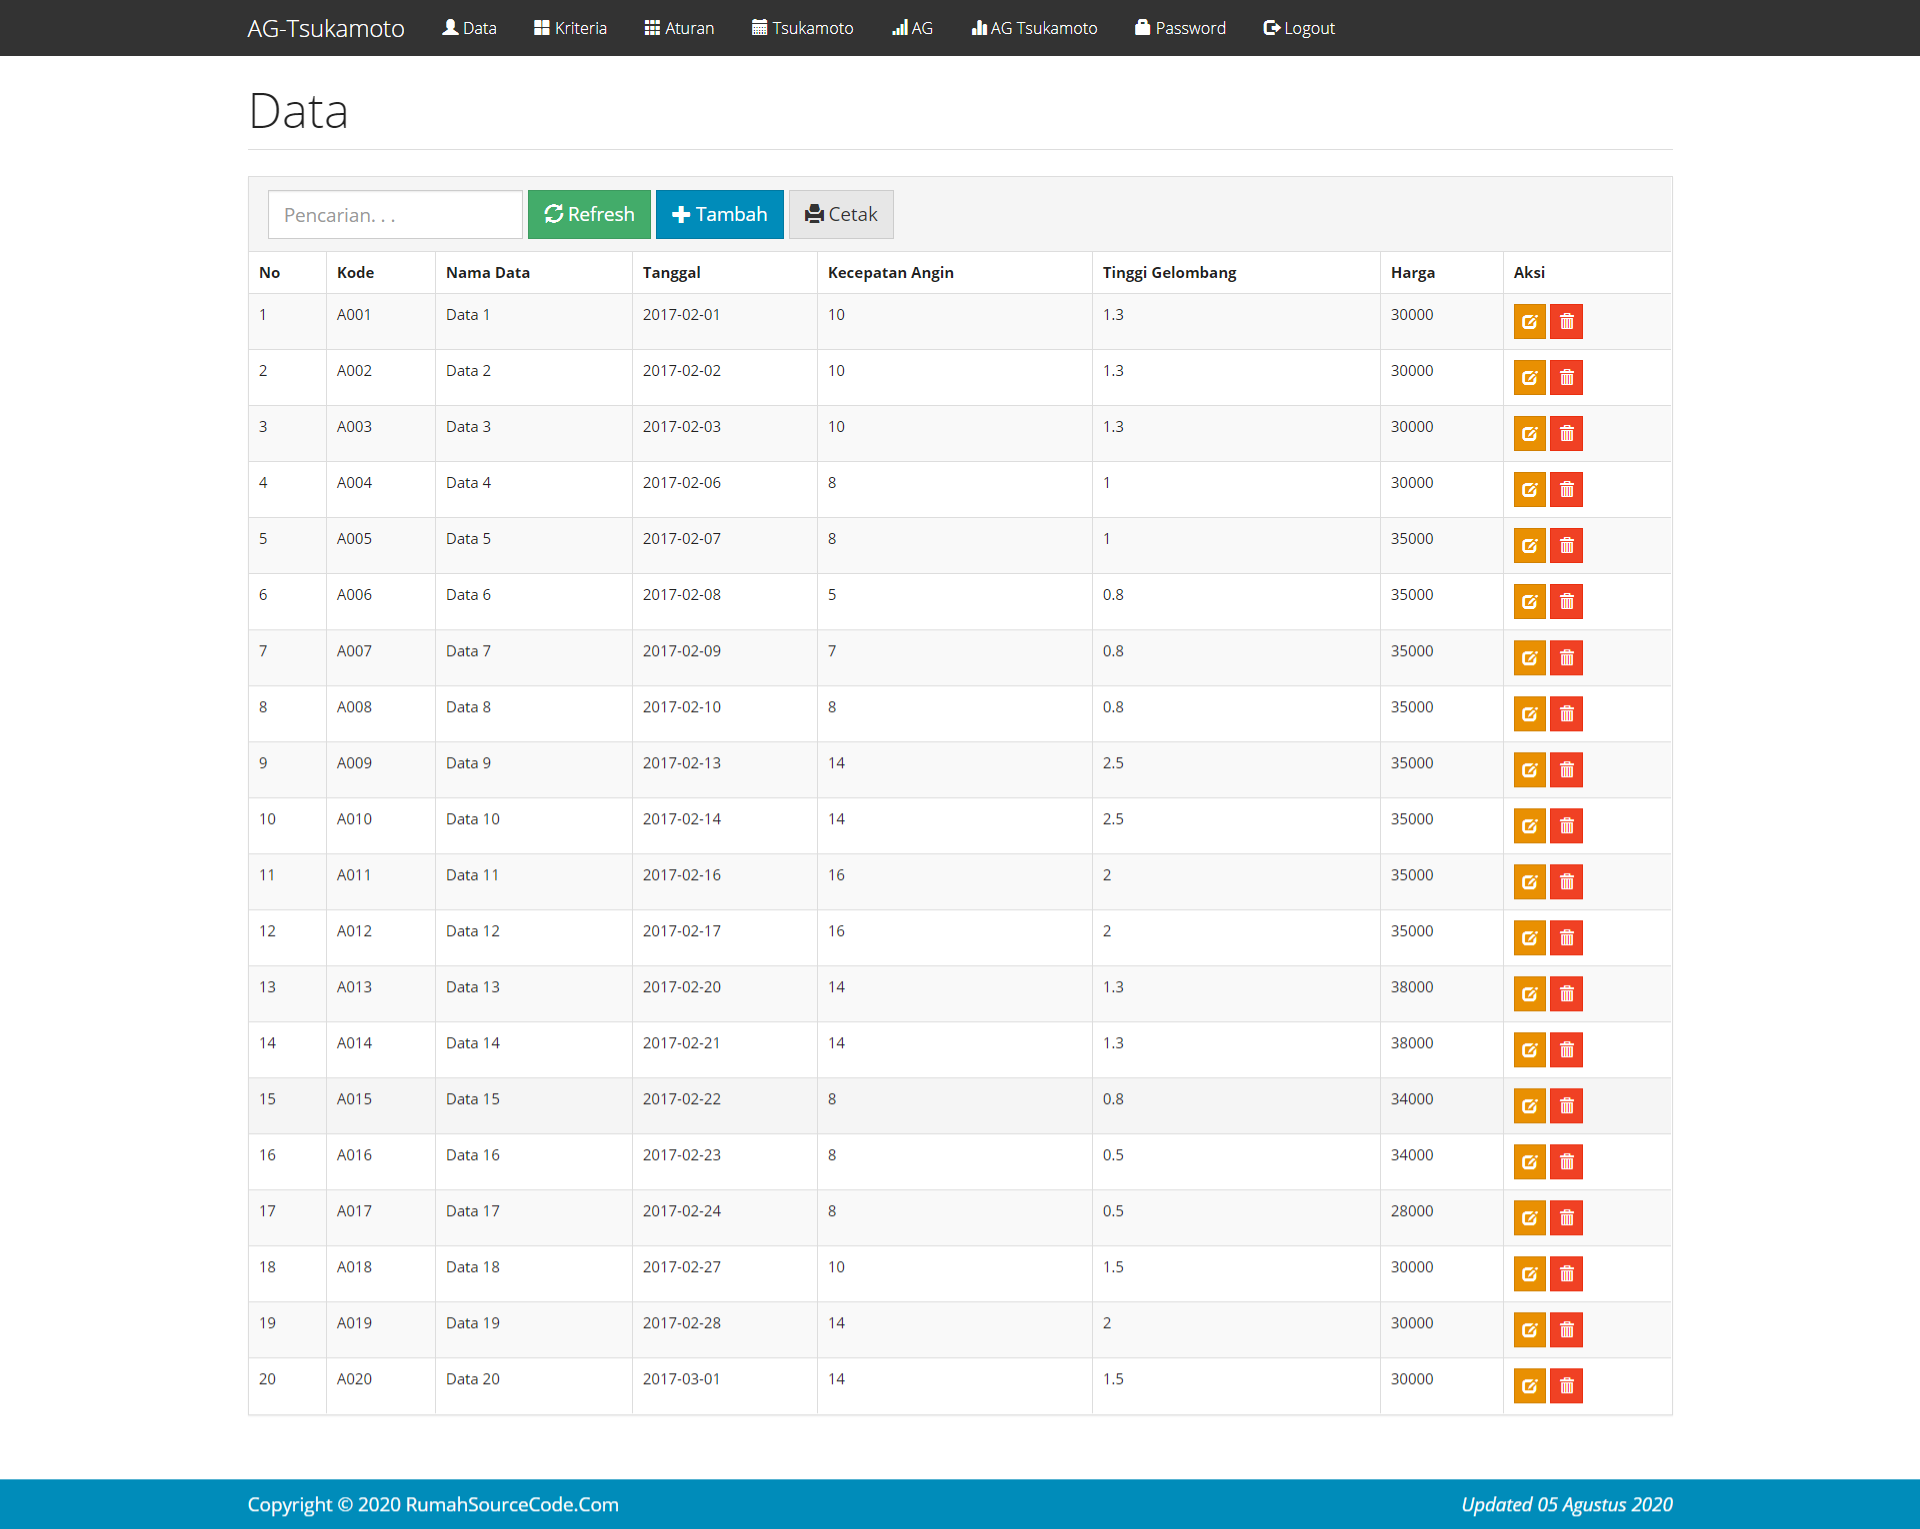 AG-Tsukamoto Data Kriteria Aturan Tsukamoto AG AG Tsukamoto Password Logout
Data
Pencarian. . . Refresh Tambah Cetak
No Kode Nama Data Tanggal Kecepatan Angin Tinggi Gelombang Harga Aksi
1 A001 Data 1 2017-02-01 10 1.3 30000
2 A002 Data 2 2017-02-02 10 1.3 30000
3 A003 Data 3 2017-02-03 10 1.3 30000
4 A004 Data 4 2017-02-06 8 1 30000
5 A005 Data 5 2017-02-07 8 1 35000
6 A006 Data 6 2017-02-08 5 0.8 35000
7 A007 Data 7 2017-02-09 7 0.8 35000
8 A008 Data 8 2017-02-10 8 0.8 35000
9 A009 Data 9 2017-02-13 14 2.5 35000
10 A010 Data 10 2017-02-14 14 2.5 35000
11 A011 Data 11 2017-02-16 16 2 35000
12 A012 Data 12 2017-02-17 16 2 35000
13 A013 Data 13 2017-02-20 14 1.3 38000
14 A014 Data 14 2017-02-21 14 1.3 38000
15 A015 Data 15 2017-02-22 8 0.8 34000
16 A016 Data 16 2017-02-23 8 0.5 34000
17 A017 Data 17 2017-02-24 8 0.5 28000
18 A018 Data 18 2017-02-27 10 1.5 30000
19 A019 Data 19 2017-02-28 14 2 30000
20 A020 Data 20 2017-03-01 14 1.5 30000
Copyright © 2020 RumahSourceCode.Com Updated 05 Agustus 2020